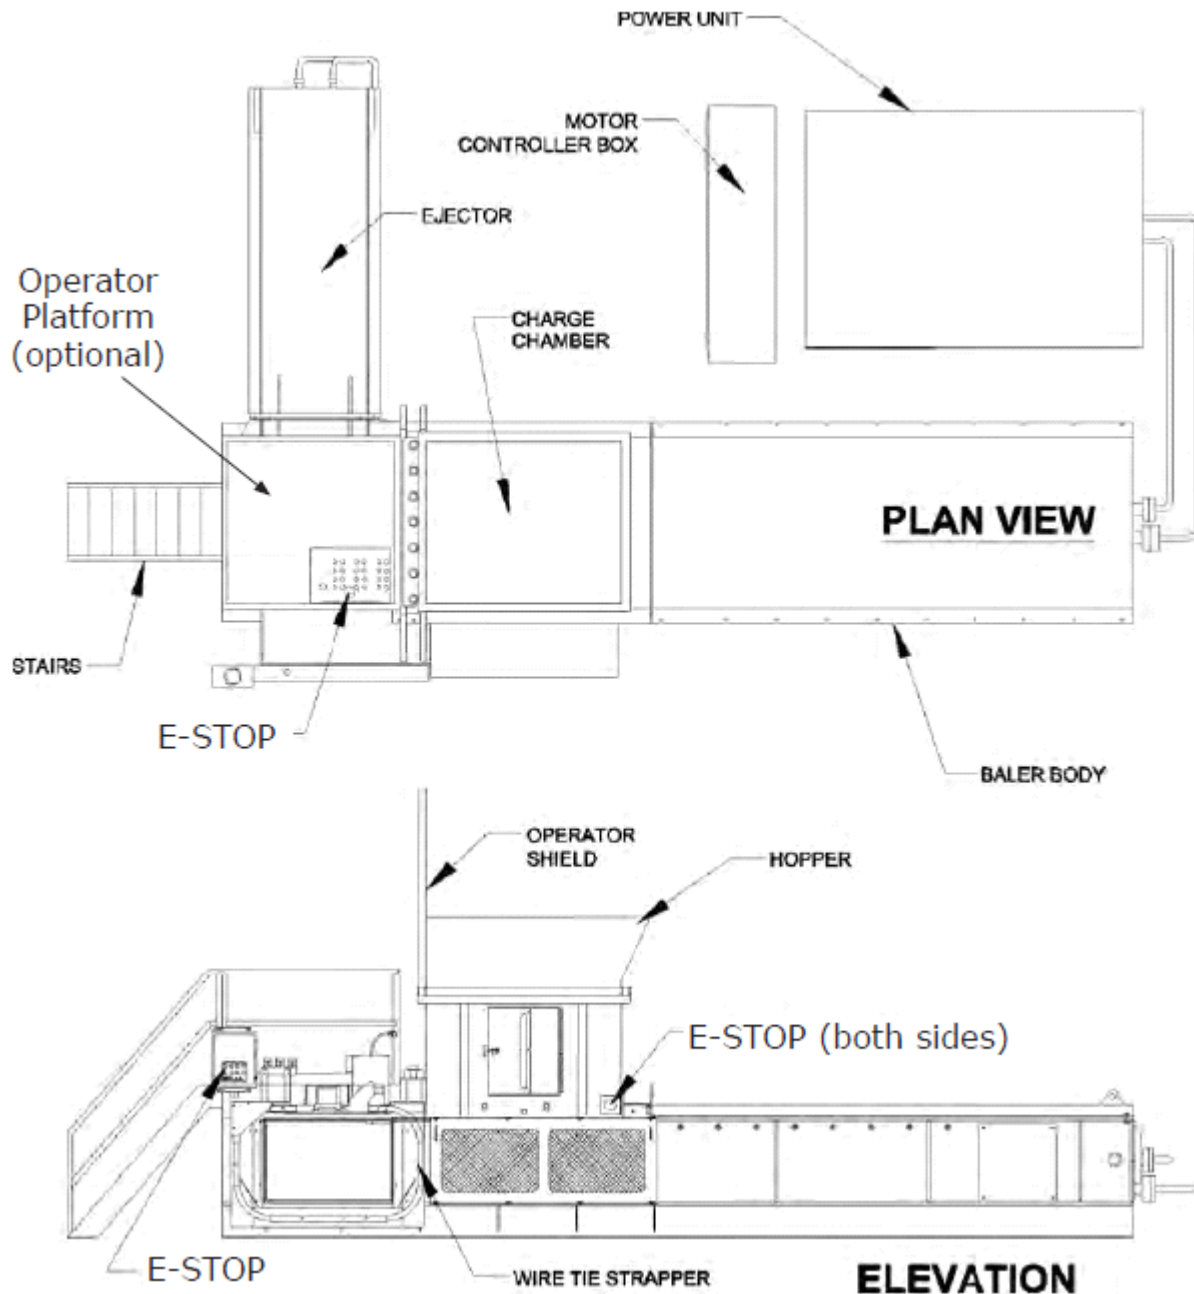 POWER UNIT
MOTOR
CONTROLLER BOX
EJECTOR
Operator
Platform
(optional)
CHARGE
CHAMBER
PLAN VIEW
STAIRS
E-STOP
BALER BODY
OPERATOR
SHIELD
HOPPER
E-STOP (both sides)
E-STOP
WIRE TIE STRAPPER
ELEVATION